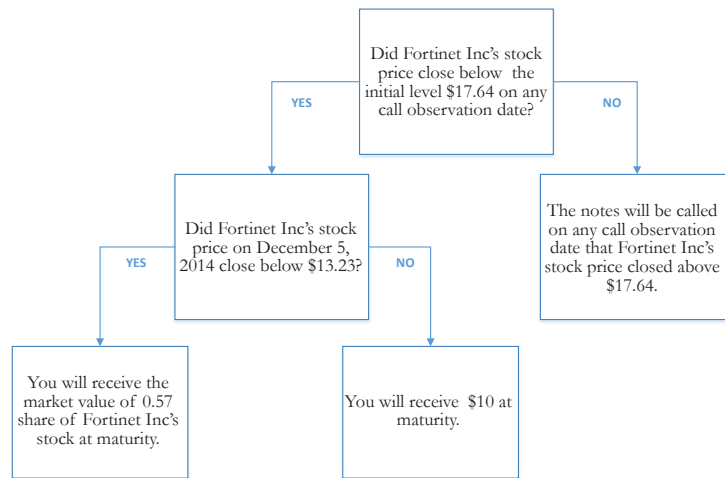 Did Fortinet Inc's stock
price close below the
initial level $17.64 on any
call observation date?
YES
NO
Did Fortinet Inc's stock
price on December 5,
2014 close below $13.23?
The notes will be called
on any call observation
date that Fortinet Inc's
stock price closed above
$17.64.
YES
NO
You will receive the
market value of 0.57
share of Fortinet Inc's
stock at maturity.
You will receive $10 at
maturity.